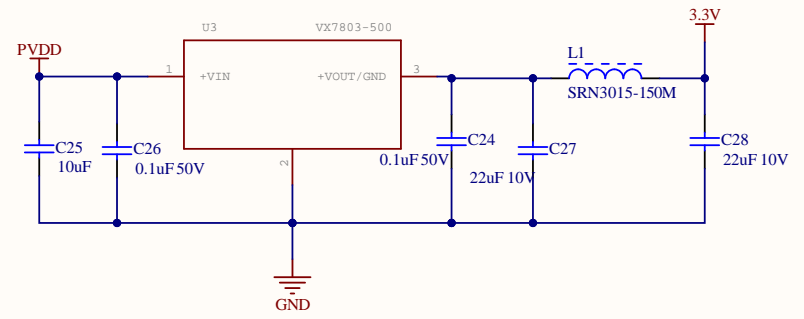 3.3V
U3
VX7803-500
PVDD
L1
1
+VIN
+VOUT/GND
3
SRN3015-150M
C25
10uF
C26
0.1uF 50V
2
C24
0.1uF 50V
C27
22uF 10V
C28
22uF 10V
GND